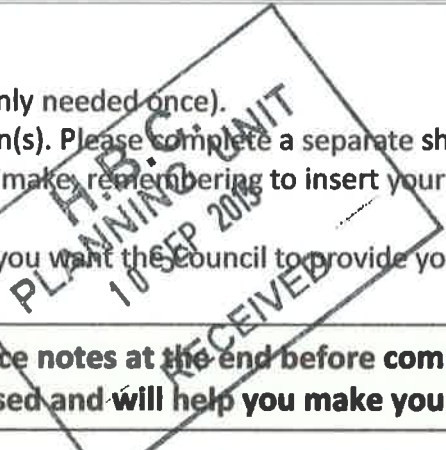 nly needed once).
n(s). Please complete a separate sh
make, remembering to insert your
you want the Council to provide yo
ce notes at the end before com
sed and will help you make you
H.B.C.
PLANNING UNIT
10 SEP 2013
RECEIVED